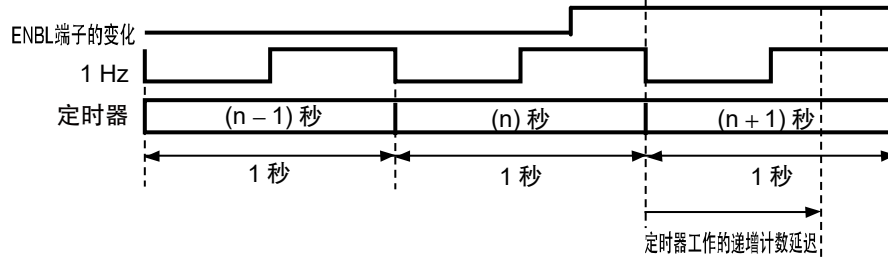 ENBL端子的变化
1 Hz
定时器 (n – 1) 秒 (n) 秒 (n + 1) 秒
1 秒 1 秒 1 秒
定时器工作的递增计数延迟